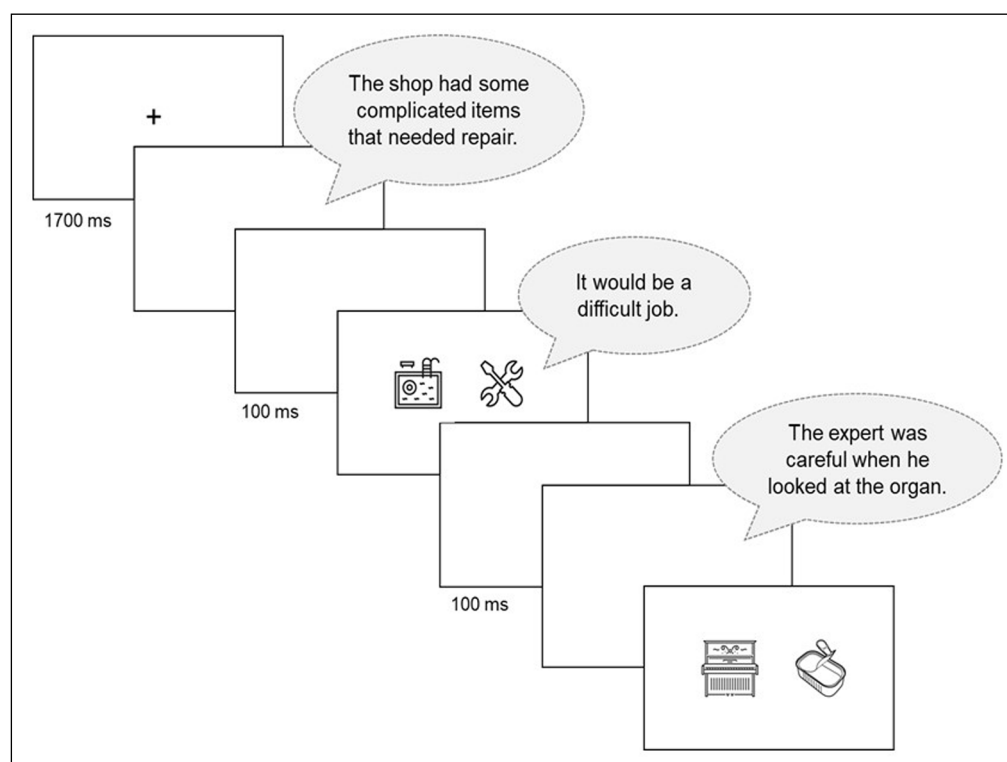 +
The shop had some
complicated items
that needed repair.
1700 ms
It would be a
difficult job.
100 ms
The expert was
careful when he
looked at the organ.
100 ms